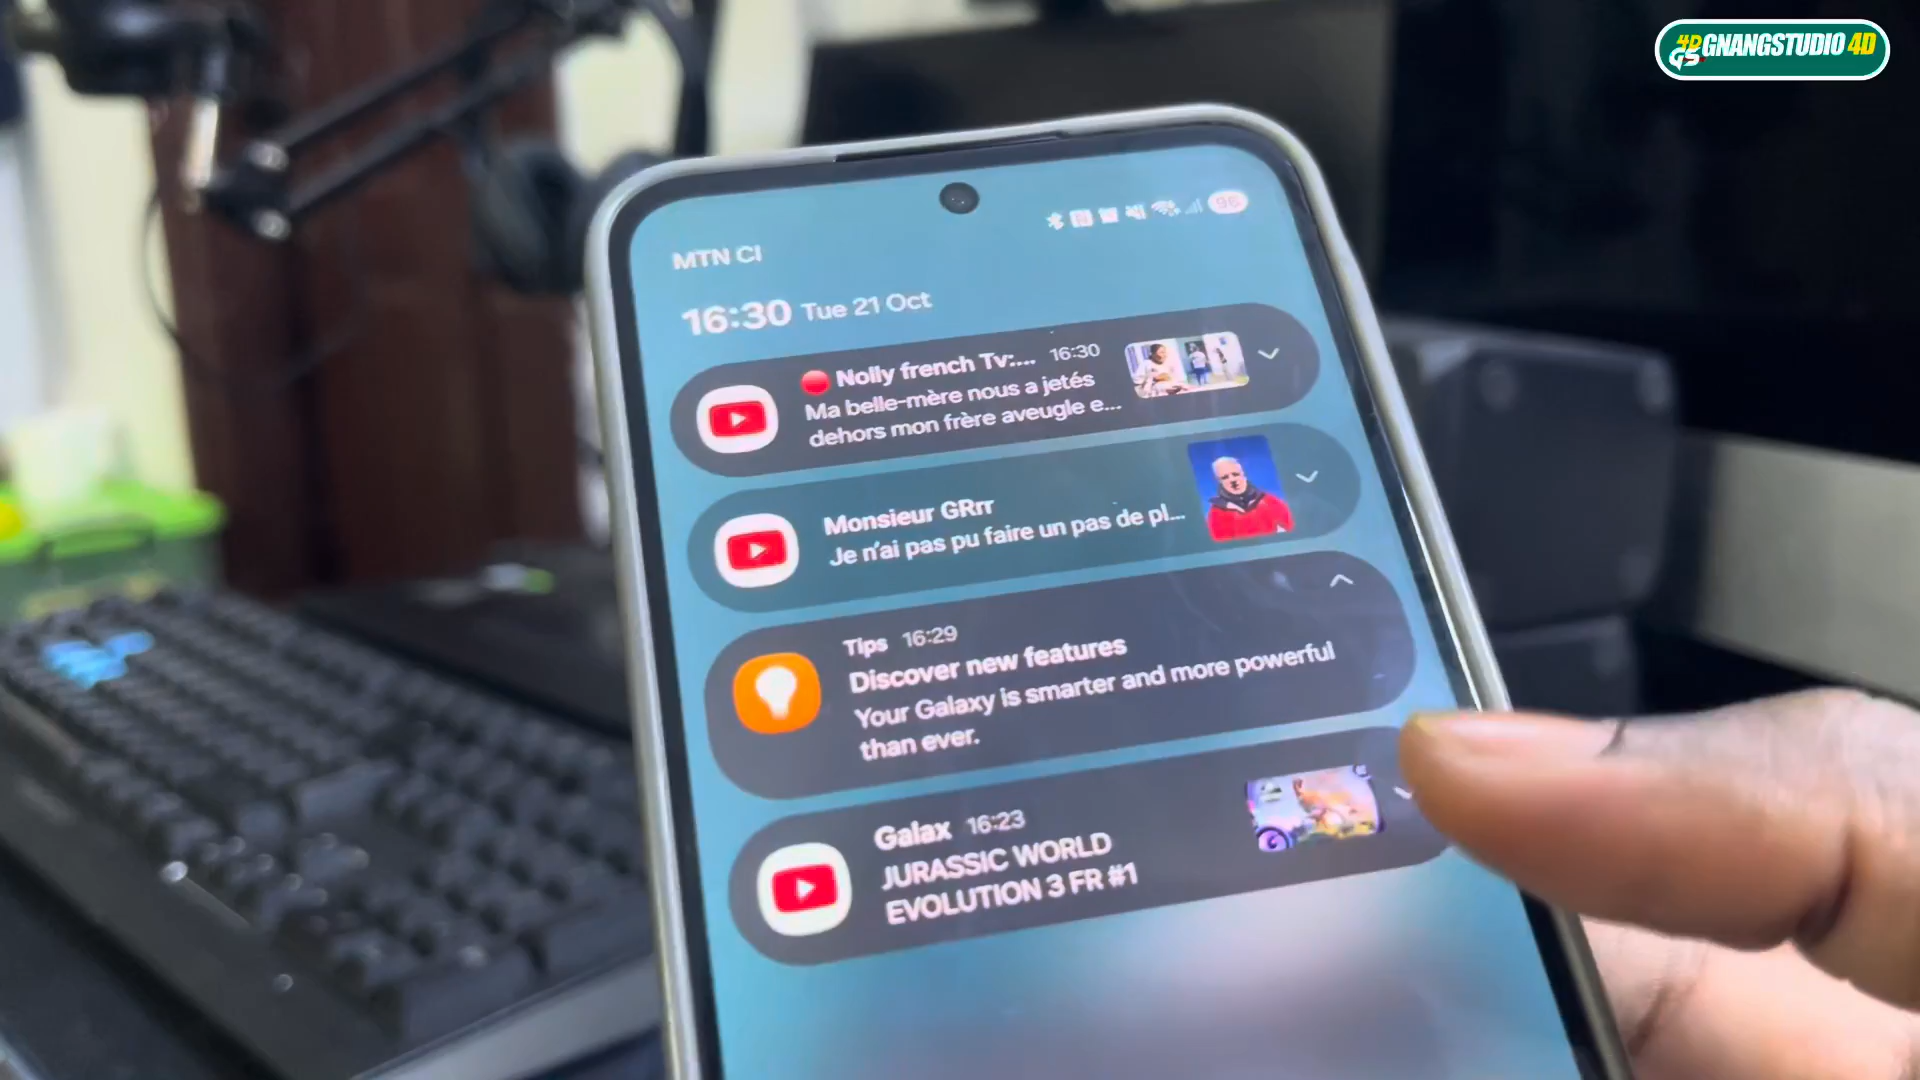 GNANGSTUDIO 4D
MTN CI
96
16:30 Tue 21 Oct
Nolly french Tv:... 16:30
Ma belle-mère nous a jetés
dehors mon frère aveugle e...
Monsieur GRrr
Je n'ai pas pu faire un pas de pl...
Tips 16:29
Discover new features
Your Galaxy is smarter and more powerful
than ever.
Galax 16:23
JURASSIC WORLD
EVOLUTION 3 FR #1